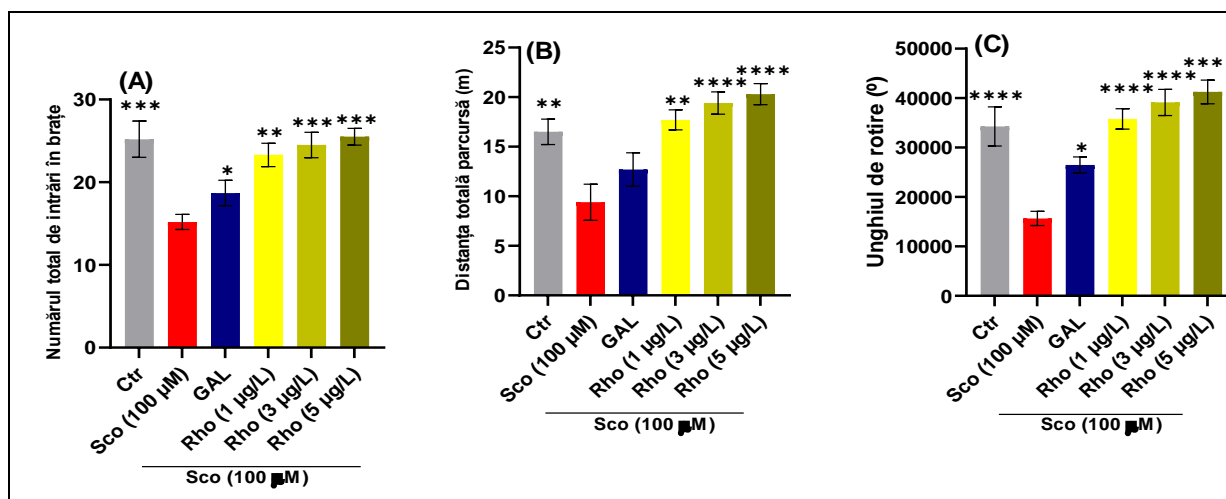 (A)
Numărul total de intrări în brațe
30
20
10
0
***
*
**
***
***
Ctr
Sco (100 µM)
GAL
Rho (1 µg/L)
Rho (3 µg/L)
Rho (5 µg/L)
Sco (100 µM)
(B)
Distanța totală parcursă (m)
25
20
15
10
5
0
**
**
****
****
Ctr
Sco (100 µM)
GAL
Rho (1 µg/L)
Rho (3 µg/L)
Rho (5 µg/L)
Sco (100 µM)
(C)
Unghiul de rotire (º)
50000
40000
30000
20000
10000
0
****
*
****
****
***
Ctr
Sco (100 µM)
GAL
Rho (1 µg/L)
Rho (3 µg/L)
Rho (5 µg/L)
Sco (100 µM)